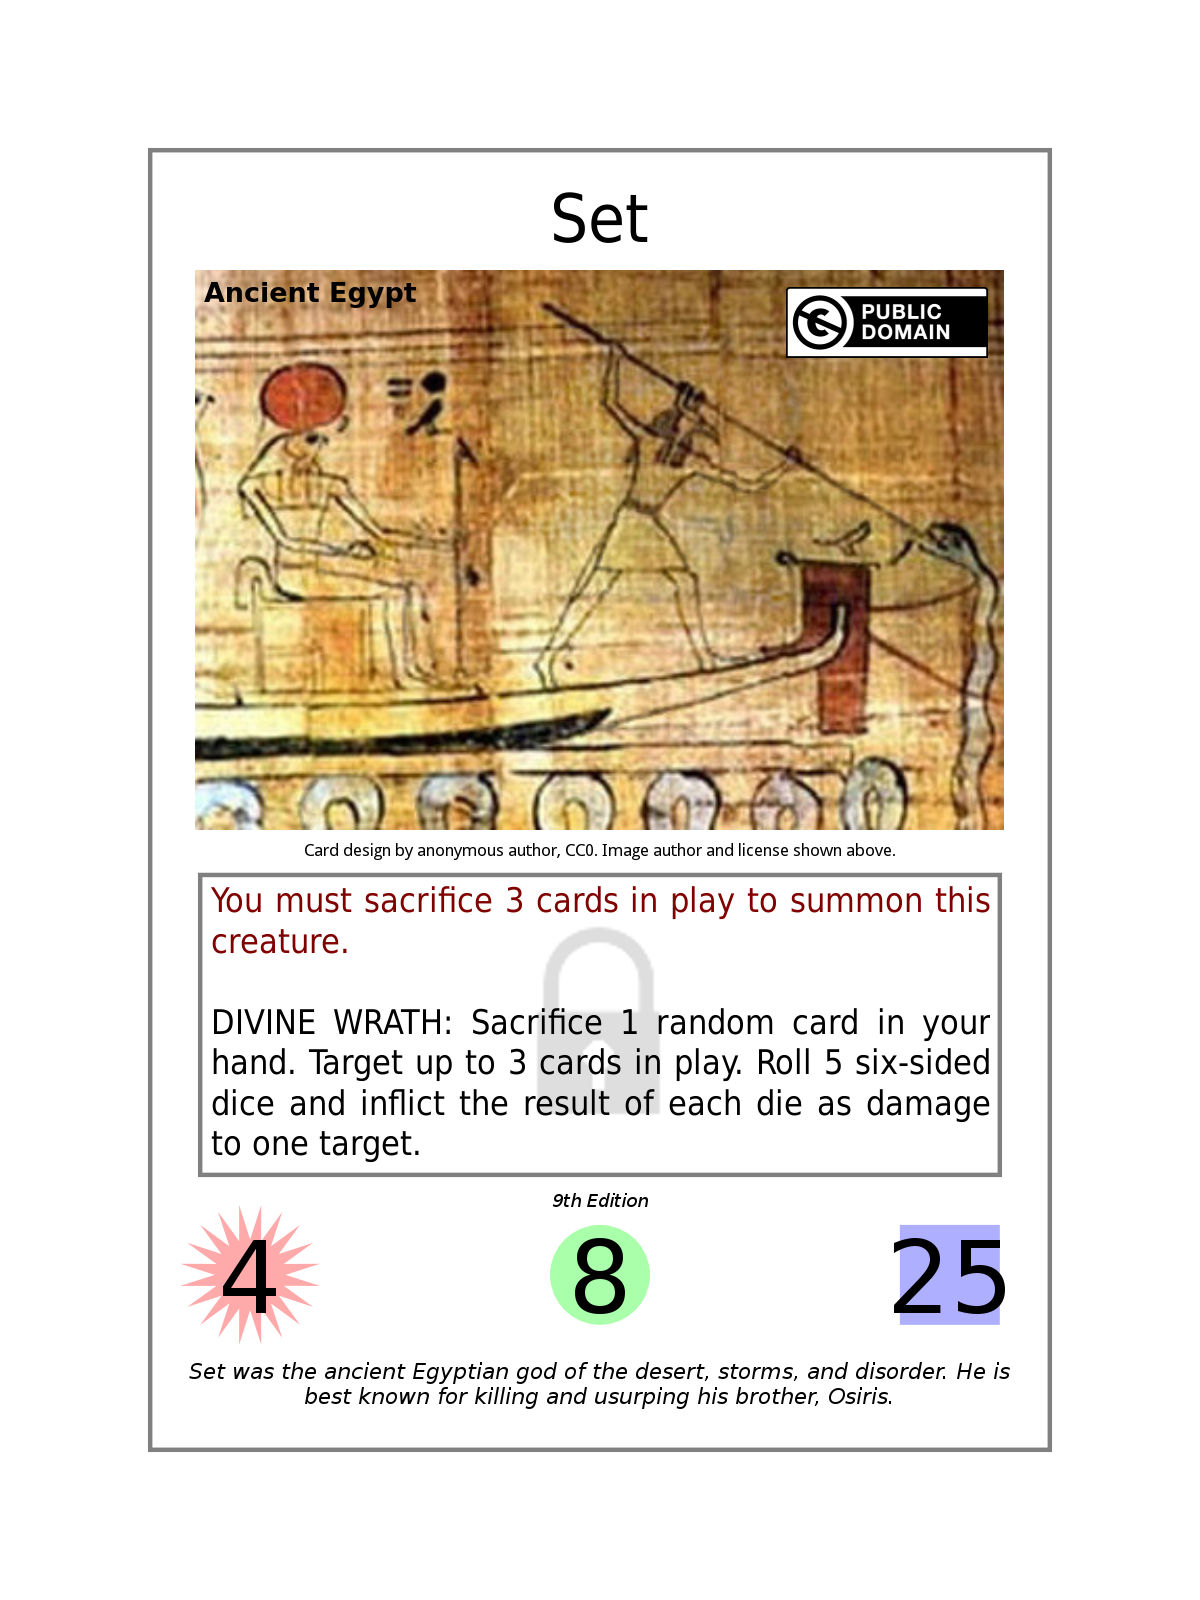 Set
Ancient Egypt
PUBLIC
DOMAIN
Card design by anonymous author, CC0. Image author and license shown above.
You must sacrifice 3 cards in play to summon this
creature.
DIVINE WRATH: Sacrifice 1 random card in your
hand. Target up to 3 cards in play. Roll 5 six-sided
dice and inflict the result of each die as damage
to one target.
9th Edition
4
8
25
Set was the ancient Egyptian god of the desert, storms, and disorder. He is
best known for killing and usurping his brother, Osiris.